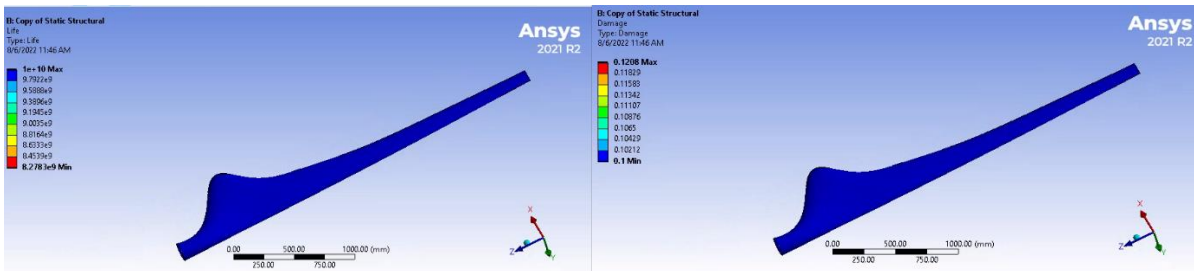 B: Copy of Static Structural
Life
Type: Life
8/6/2022 11:46 AM
Ansys
2021 R2
1e+10 Max
9.7922e9
9.5888e9
9.3896e9
9.1945e9
9.0035e9
8.8164e9
8.6333e9
8.4539e9
8.2783e9 Min
0.00
500.00
1000.00 (mm)
250.00
750.00
X
Z
Y
B: Copy of Static Structural
Damage
Type: Damage
8/6/2022 11:46 AM
Ansys
2021 R2
0.1208 Max
0.11829
0.11583
0.11342
0.11107
0.10876
0.1065
0.10429
0.10212
0.1 Min
0.00
500.00
1000.00 (mm)
250.00
750.00
X
Z
Y